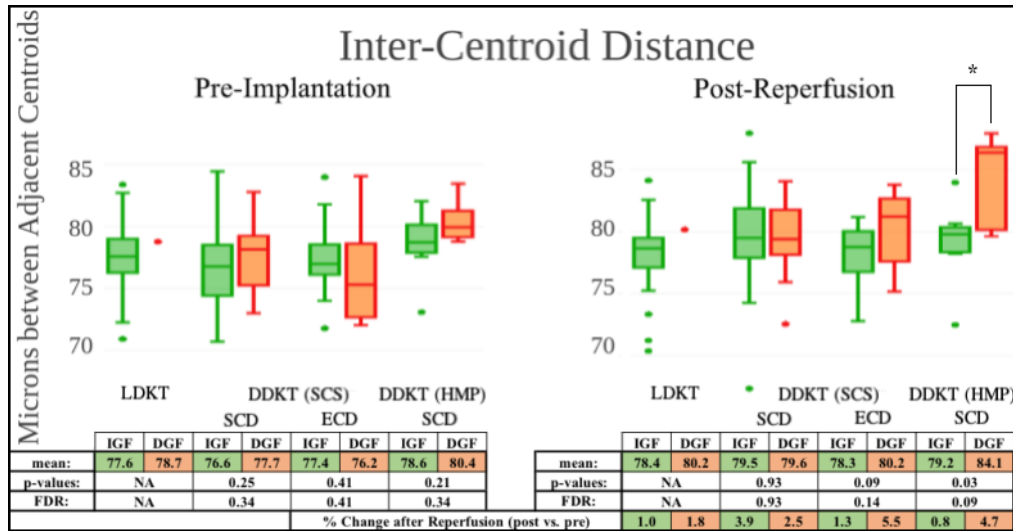 Inter-Centroid Distance
Microns between Adjacent Centroids
Pre-Implantation
85
80
75
70
LDKT DDKT (SCS) DDKT (HMP)
SCD ECD SCD
IGF DGF IGF DGF IGF DGF IGF DGF
mean: 77.6 78.7 76.6 77.7 77.4 76.2 78.6 80.4
p-values: NA 0.25 0.41 0.21
FDR: NA 0.34 0.41 0.34
Post-Reperfusion
*
85
80
75
70
LDKT DDKT (SCS) DDKT (HMP)
SCD ECD SCD
IGF DGF IGF DGF IGF DGF IGF DGF
mean: 78.4 80.2 79.5 79.6 78.3 80.2 79.2 84.1
p-values: NA 0.93 0.09 0.03
FDR: NA 0.93 0.14 0.09
% Change after Reperfusion (post vs. pre) 1.0 1.8 3.9 2.5 1.3 5.5 0.8 4.7